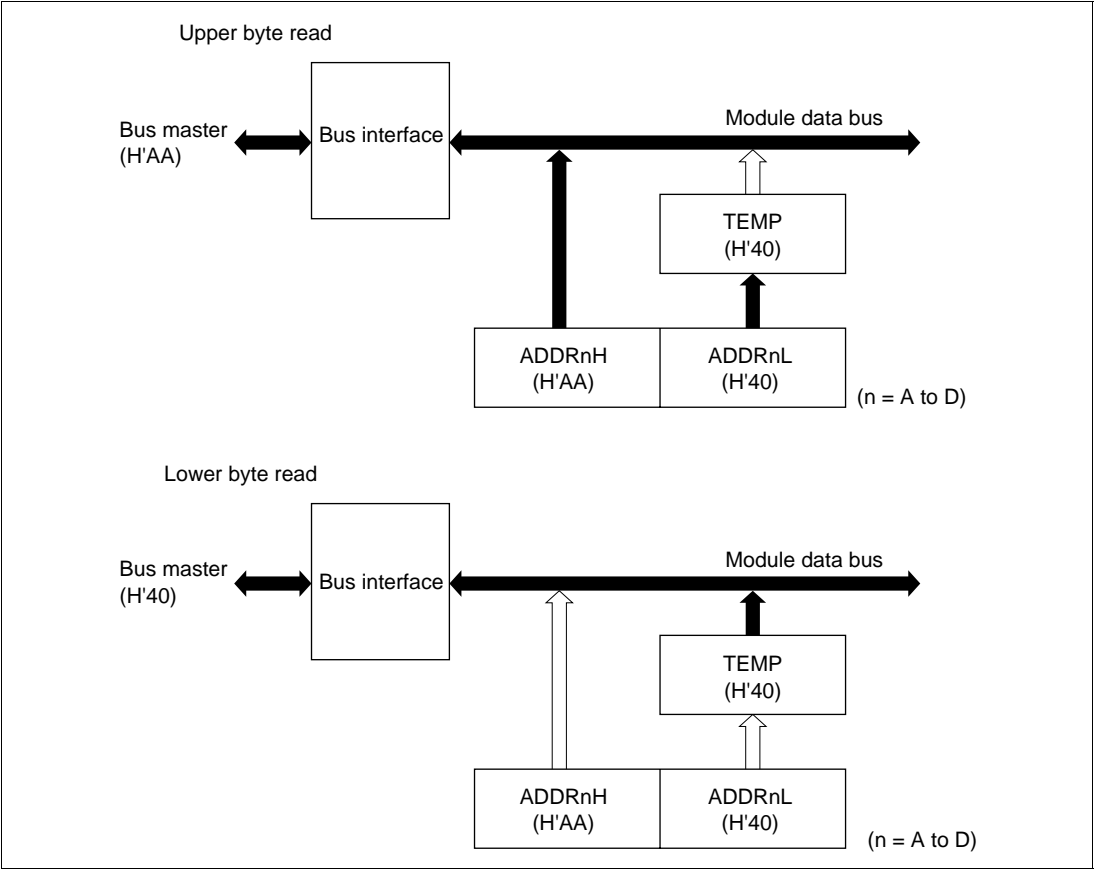 Upper byte read
Bus master
(H'AA)
Bus interface
Module data bus
TEMP
(H'40)
ADDRnH
(H'AA)
ADDRnL
(H'40)
(n = A to D)
Lower byte read
Bus master
(H'40)
Bus interface
Module data bus
TEMP
(H'40)
ADDRnH
(H'AA)
ADDRnL
(H'40)
(n = A to D)